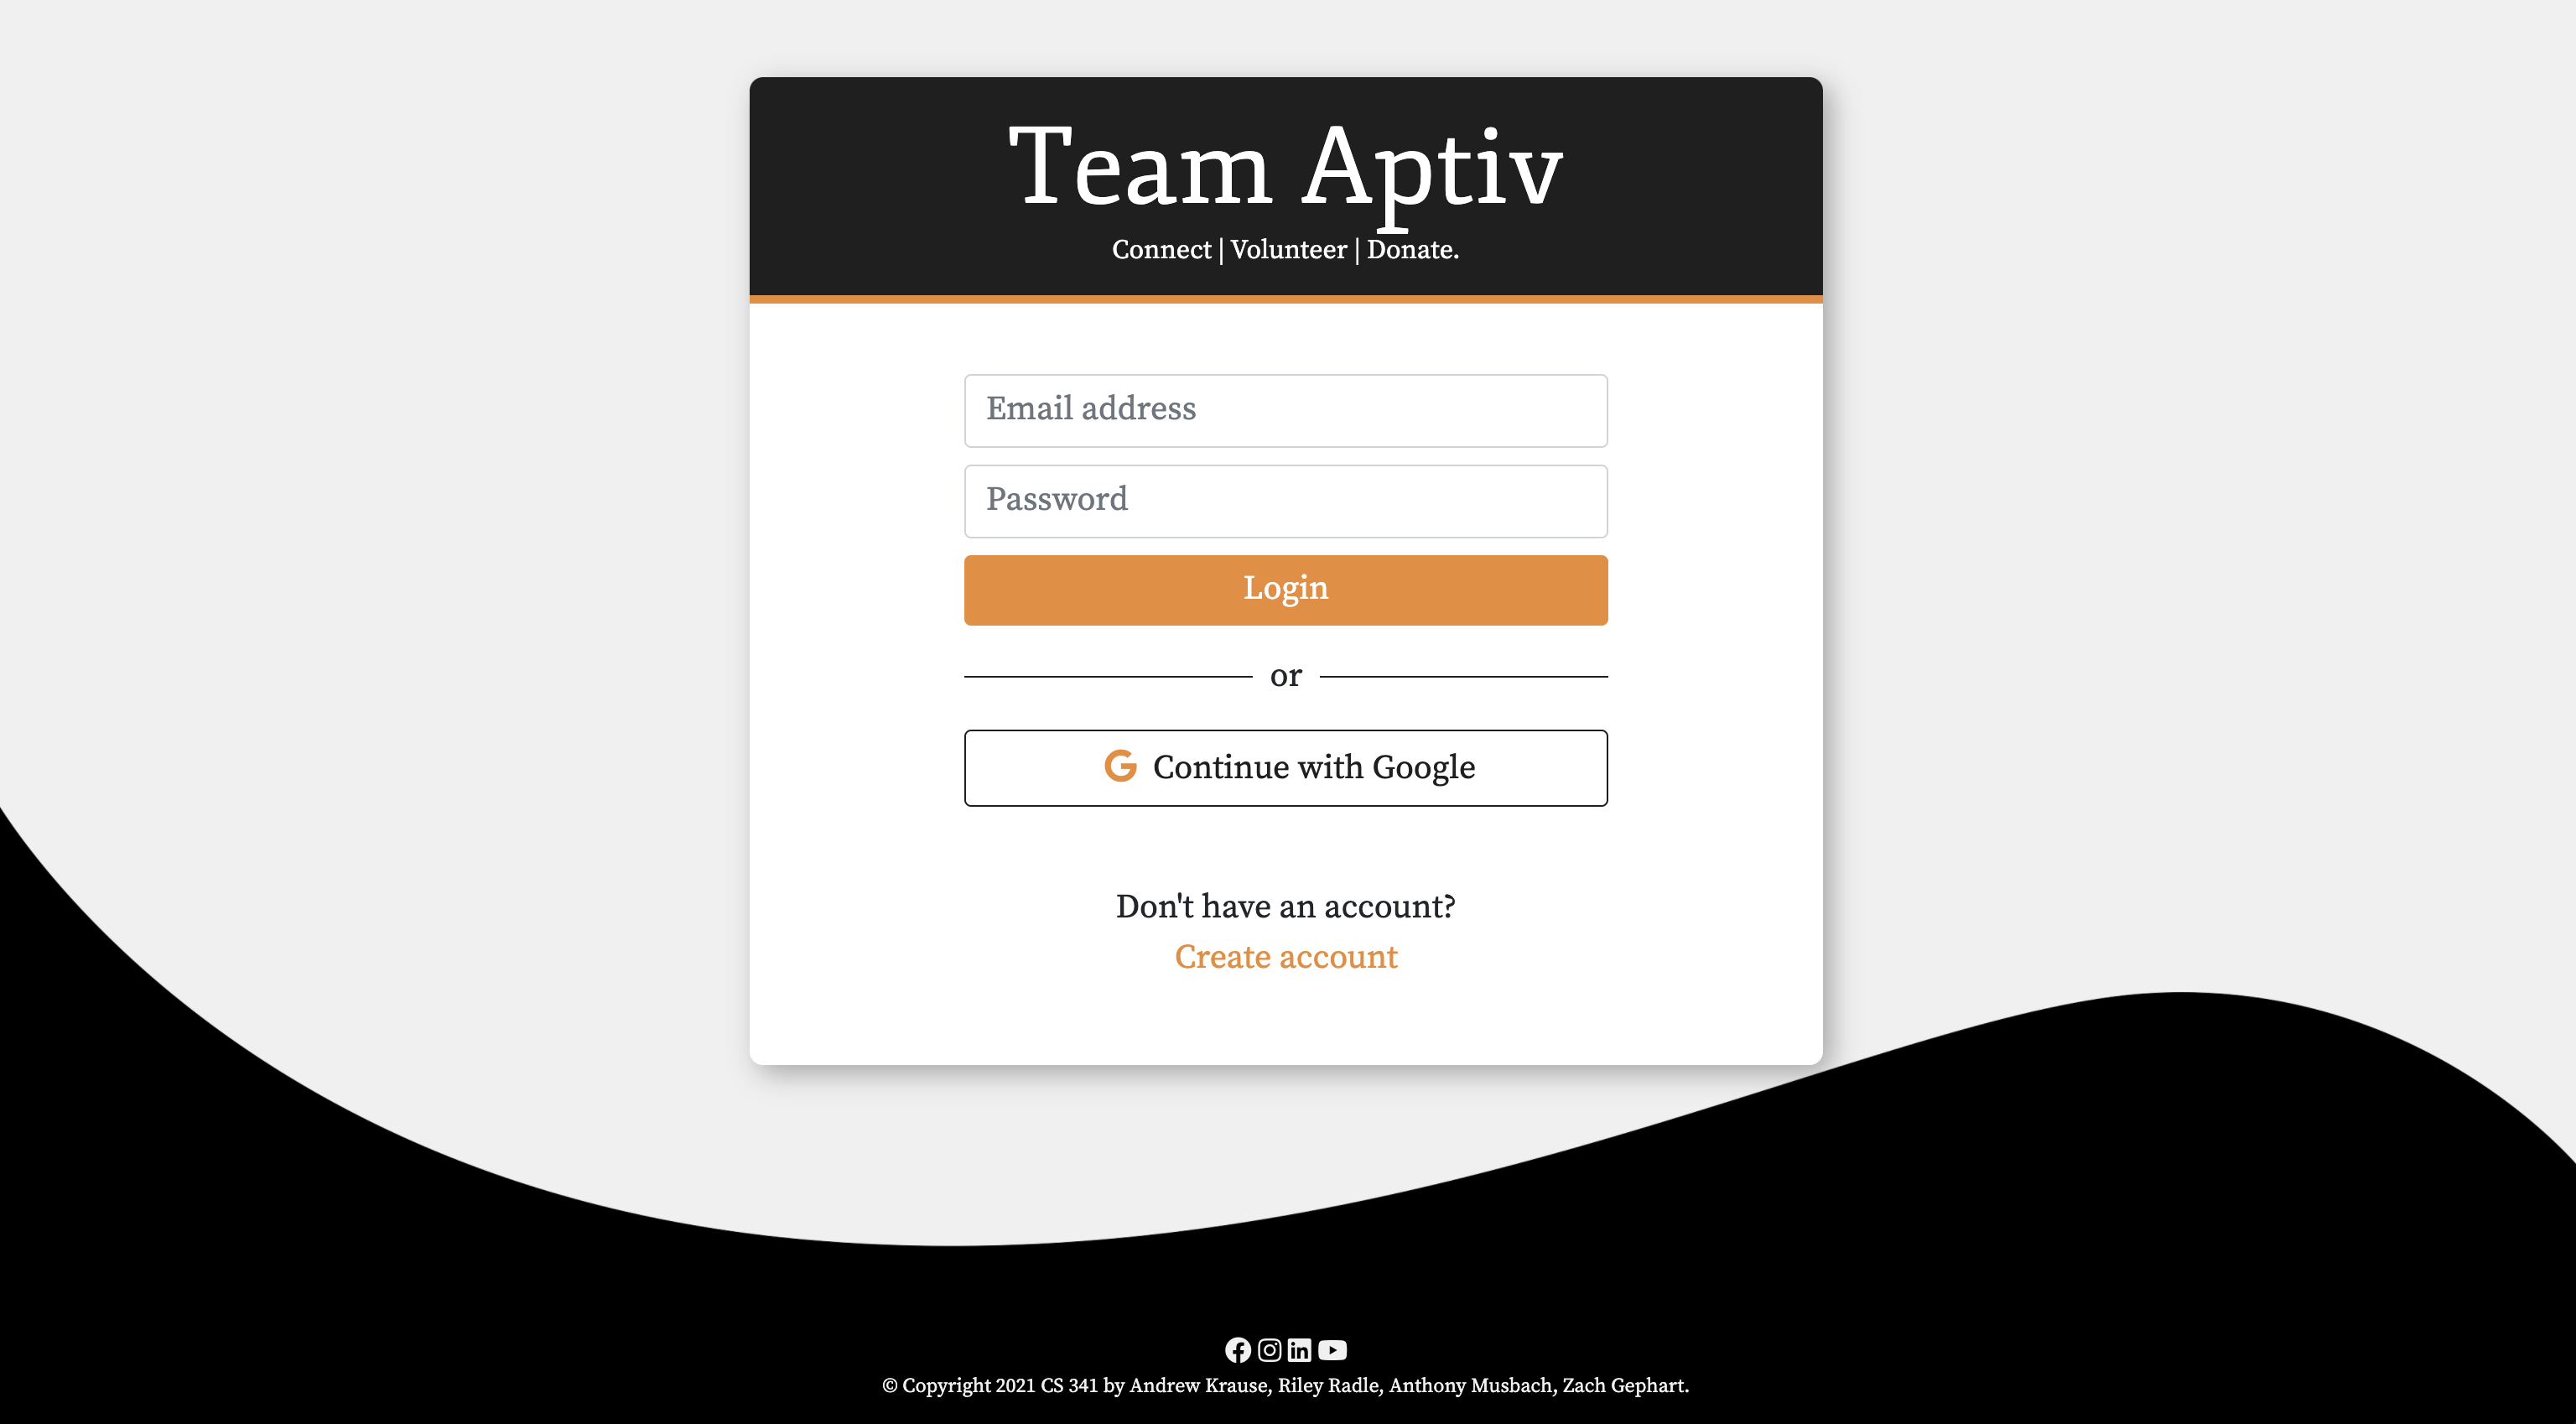 Team Aptiv
Connect | Volunteer | Donate.
Email address
Password
Login
or
Continue with Google
Don't have an account?
Create account
© Copyright 2021 CS 341 by Andrew Krause, Riley Radle, Anthony Musbach, Zach Gephart.